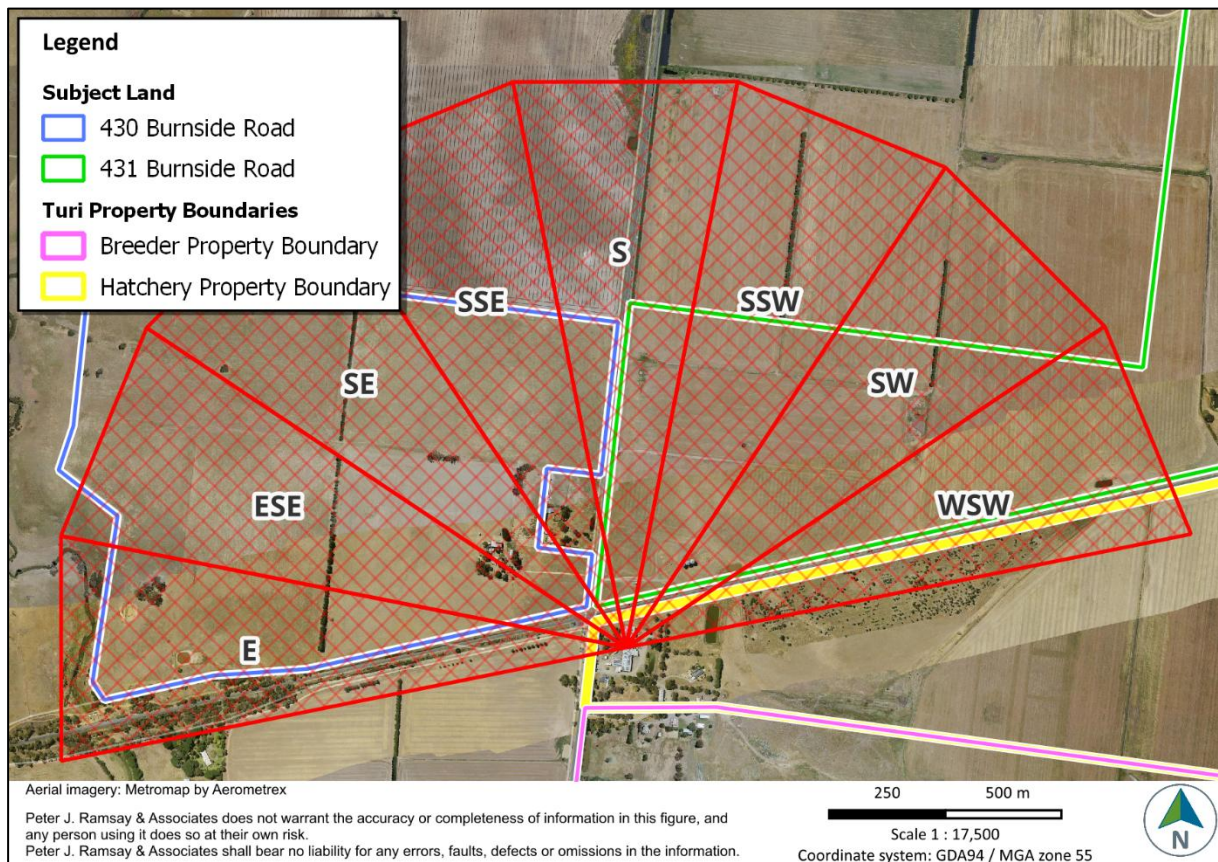 Legend
Subject Land
430 Burnside Road
431 Burnside Road
Turi Property Boundaries
Breeder Property Boundary
Hatchery Property Boundary
S
SSE
SSW
SE
SW
ESE
WSW
E
Aerial imagery: Metromap by Aerometrex
Peter J. Ramsay & Associates does not warrant the accuracy or completeness of information in this figure, and
any person using it does so at their own risk.
Peter J. Ramsay & Associates shall bear no liability for any errors, faults, defects or omissions in the information.
250 500 m
Scale 1 : 17,500
Coordinate system: GDA94 / MGA zone 55
N